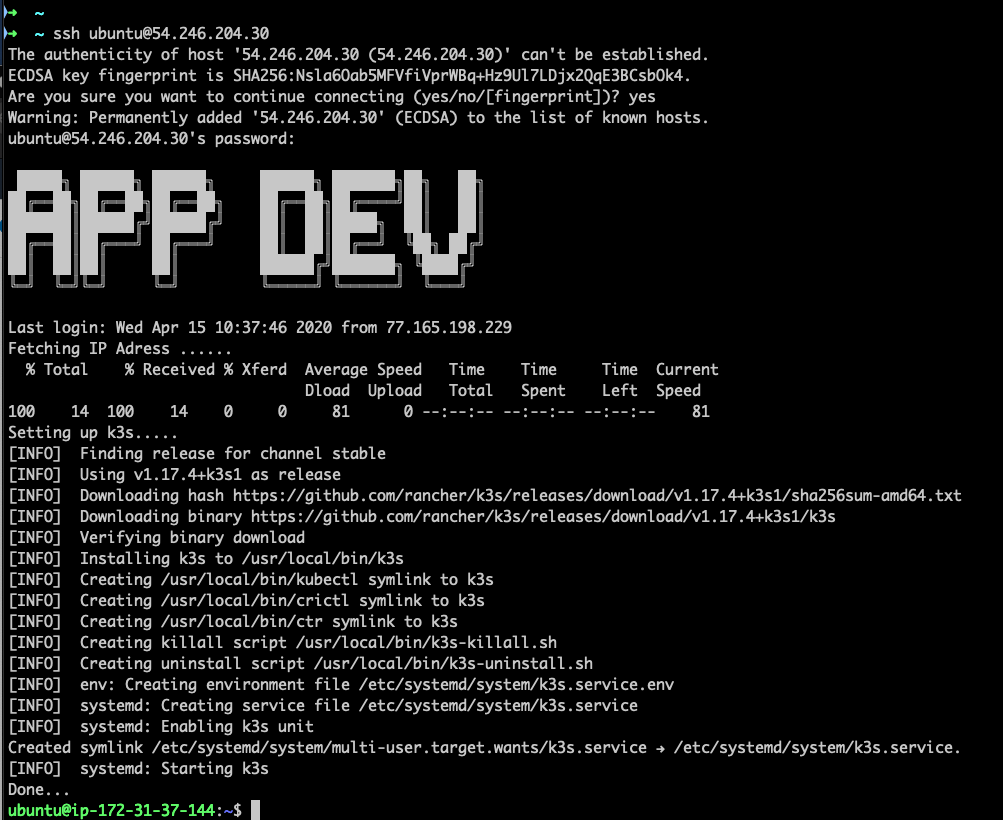 ➜ ~
➜ ~ ssh ubuntu@54.246.204.30
The authenticity of host '54.246.204.30 (54.246.204.30)' can't be established.
ECDSA key fingerprint is SHA256:Nsla6Oab5MFVfiVprWBq+Hz9Ul7LDjx2QqE3BCsbOk4.
Are you sure you want to continue connecting (yes/no/[fingerprint])? yes
Warning: Permanently added '54.246.204.30' (ECDSA) to the list of known hosts.
ubuntu@54.246.204.30's password:
APP DEV
Last login: Wed Apr 15 10:37:46 2020 from 77.165.198.229
Fetching IP Adress ......
% Total % Received % Xferd Average Speed Time Time Time Current
Dload Upload Total Spent Left Speed
100 14 100 14 0 0 81 0 --:--:-- --:--:-- --:--:-- 81
Setting up k3s.....
[INFO] Finding release for channel stable
[INFO] Using v1.17.4+k3s1 as release
[INFO] Downloading hash https://github.com/rancher/k3s/releases/download/v1.17.4+k3s1/sha256sum-amd64.txt
[INFO] Downloading binary https://github.com/rancher/k3s/releases/download/v1.17.4+k3s1/k3s
[INFO] Verifying binary download
[INFO] Installing k3s to /usr/local/bin/k3s
[INFO] Creating /usr/local/bin/kubectl symlink to k3s
[INFO] Creating /usr/local/bin/crictl symlink to k3s
[INFO] Creating /usr/local/bin/ctr symlink to k3s
[INFO] Creating killall script /usr/local/bin/k3s-killall.sh
[INFO] Creating uninstall script /usr/local/bin/k3s-uninstall.sh
[INFO] env: Creating environment file /etc/systemd/system/k3s.service.env
[INFO] systemd: Creating service file /etc/systemd/system/k3s.service
[INFO] systemd: Enabling k3s unit
Created symlink /etc/systemd/system/multi-user.target.wants/k3s.service → /etc/systemd/system/k3s.service.
[INFO] systemd: Starting k3s
Done...
ubuntu@ip-172-31-37-144:~$